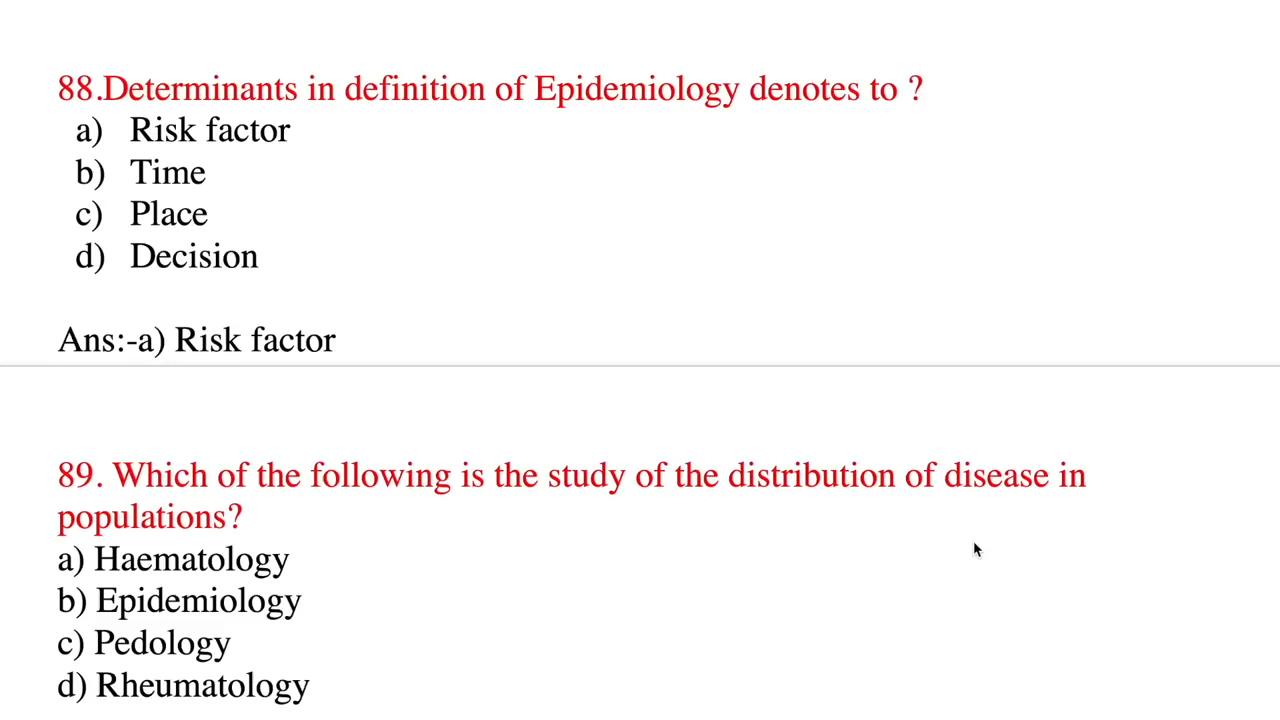 88.Determinants in definition of Epidemiology denotes to ?
a) Risk factor
b) Time
c) Place
d) Decision
Ans:-a) Risk factor
89. Which of the following is the study of the distribution of disease in
populations?
a) Haematology
b) Epidemiology
c) Pedology
d) Rheumatology